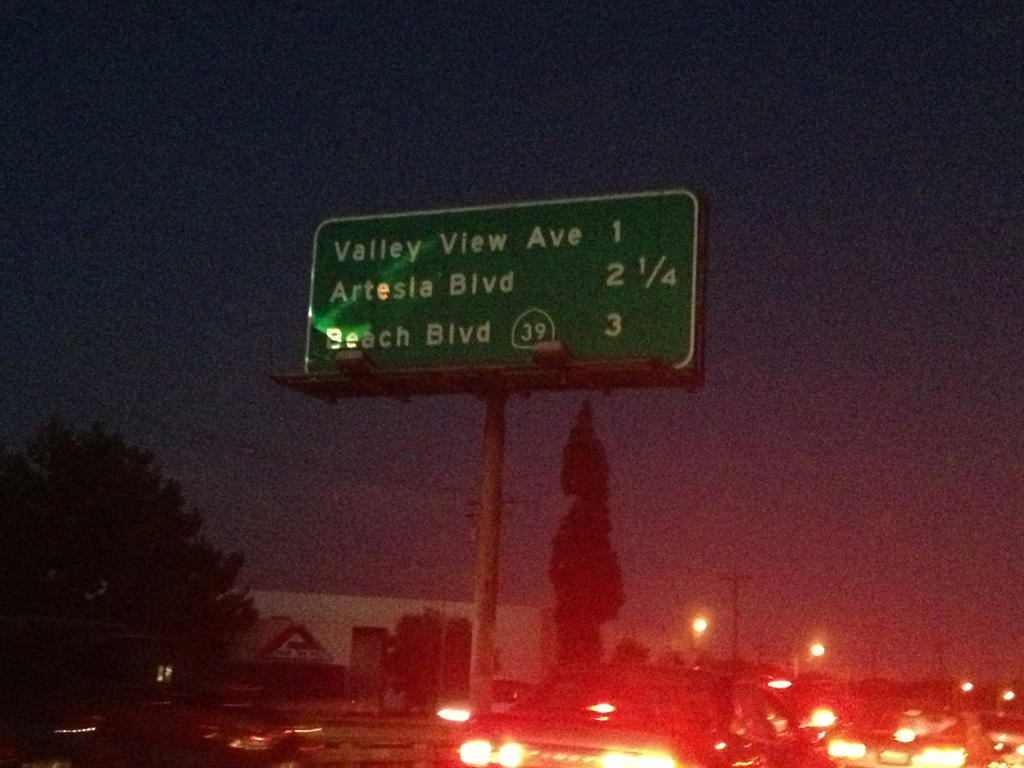 Valley View Ave 1
Artesia Blvd 2 1/4
Beach Blvd 39 3